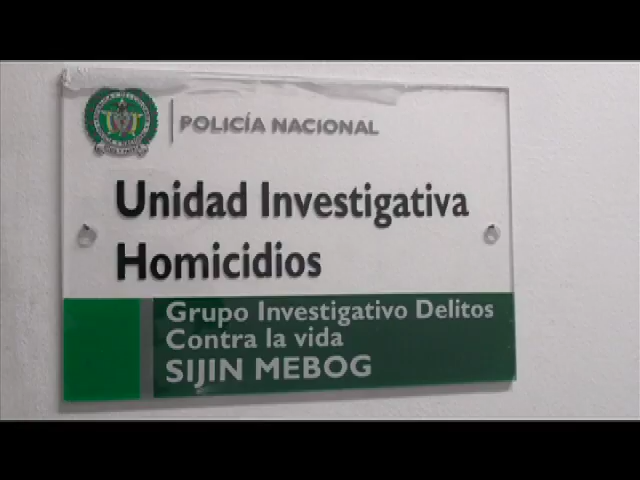 POLICÍA NACIONAL
Unidad Investigativa
Homicidios
Grupo Investigativo Delitos
Contra la vida
SIJIN MEBOG